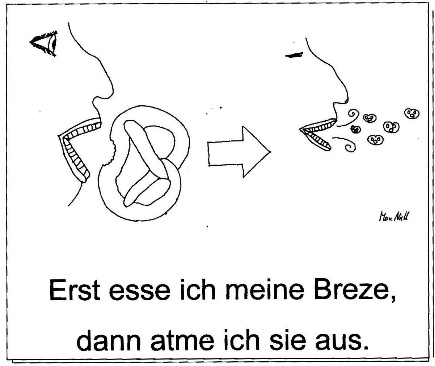 Erst esse ich meine Breze,
dann atme ich sie aus.